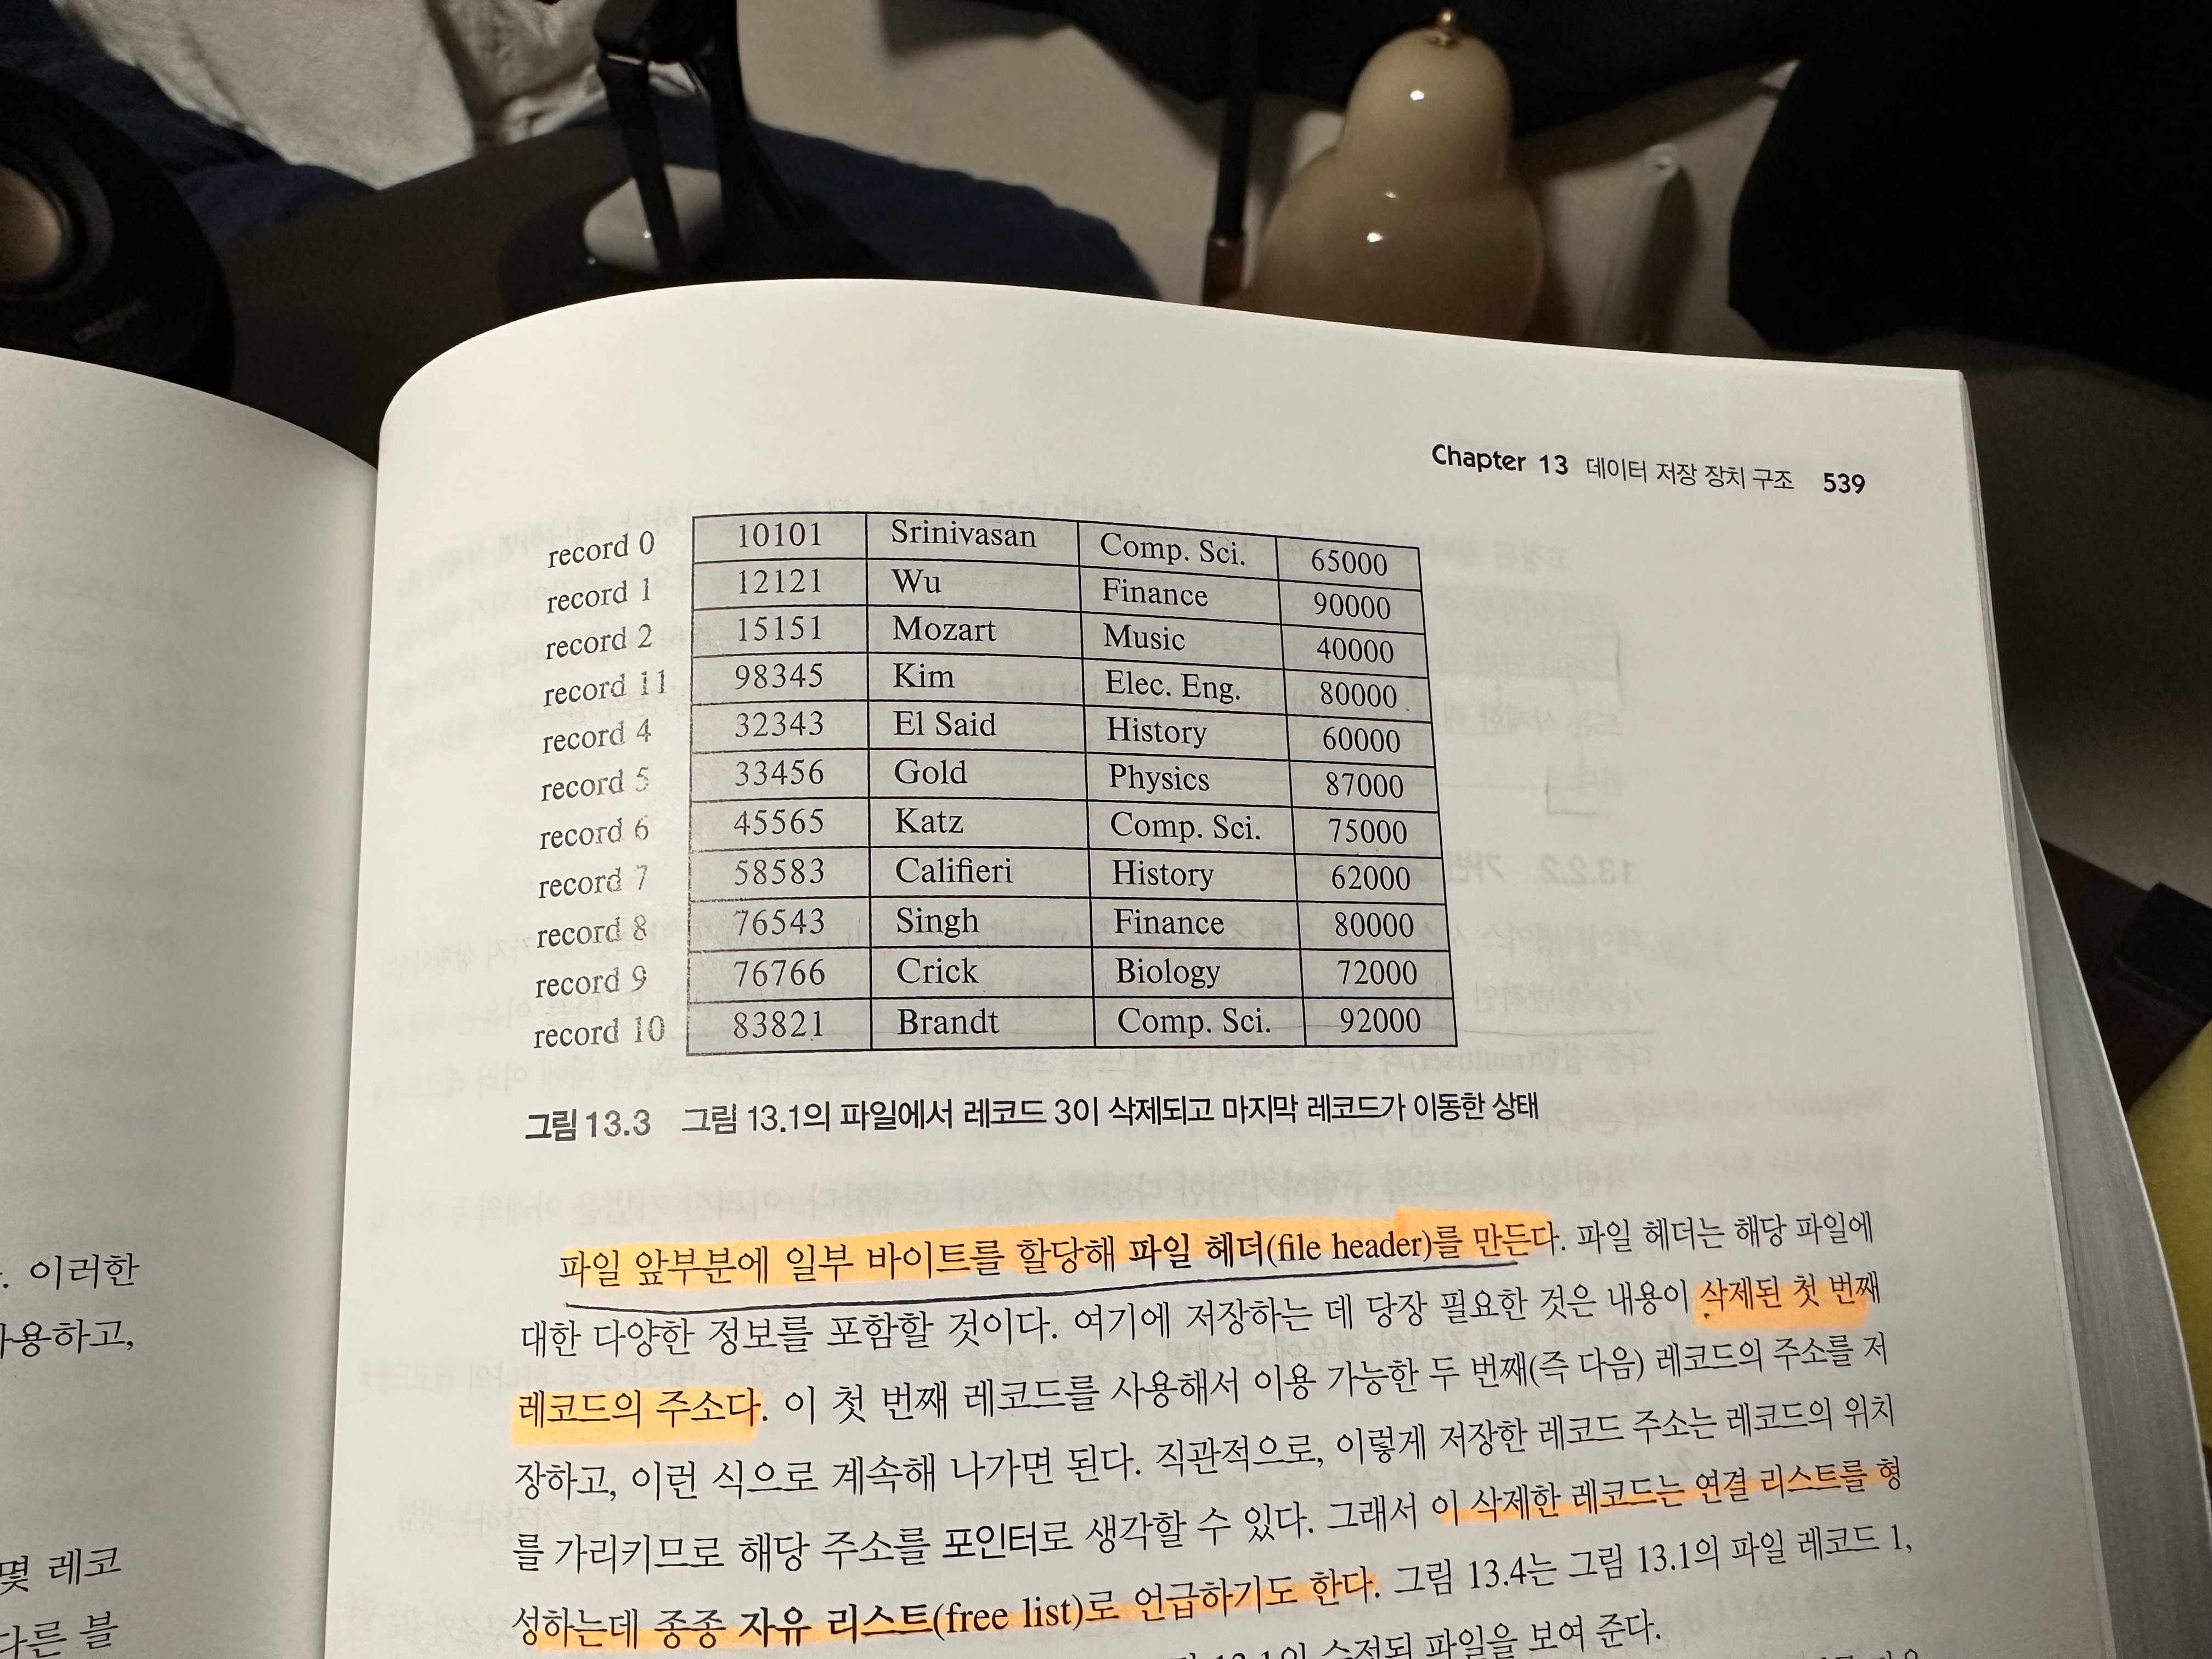 Chapter 13 데이터 저장 장치 구조 539
record 0 10101 Srinivasan Comp. Sci. 65000
record 1 12121 Wu Finance 90000
record 2 15151 Mozart Music 40000
record 11 98345 Kim Elec. Eng. 80000
record 4 32343 El Said History 60000
record 5 33456 Gold Physics 87000
record 6 45565 Katz Comp. Sci. 75000
record 7 58583 Califieri History 62000
record 8 76543 Singh Finance 80000
record 9 76766 Crick Biology 72000
record 10 83821 Brandt Comp. Sci. 92000
그림 13.3 그림 13.1의 파일에서 레코드 3이 삭제되고 마지막 레코드가 이동한 상태
파일 앞부분에 일부 바이트를 할당해 파일 헤더(file header)를 만든다. 파일 헤더는 해당 파일에
대한 다양한 정보를 포함할 것이다. 여기에 저장하는 데 당장 필요한 것은 내용이 삭제된 첫 번째
레코드의 주소다. 이 첫 번째 레코드를 사용해서 이용 가능한 두 번째(즉 다음) 레코드의 주소를 저
장하고, 이런 식으로 계속해 나가면 된다. 직관적으로, 이렇게 저장한 레코드 주소는 레코드의 위치
를 가리키므로 해당 주소를 포인터로 생각할 수 있다. 그래서 이 삭제한 레코드는 연결 리스트를 형
성하는데 종종 자유 리스트(free list)로 언급하기도 한다. 그림 13.4는 그림 13.1의 파일 레코드 1,
13.1의 수정된 파일을 보여 준다.
이러한
사용하고,
몇 레코
다른 블